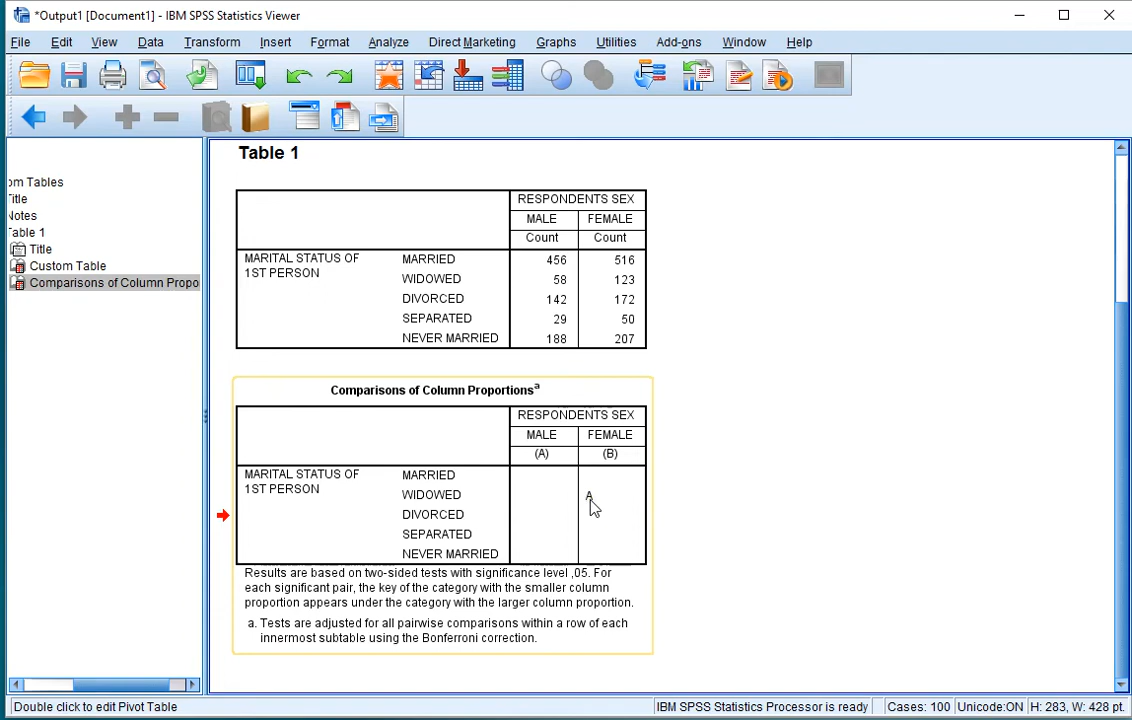 *Output1 [Document1] - IBM SPSS Statistics Viewer
File Edit View Data Transform Insert Format Analyze Direct Marketing Graphs Utilities Add-ons Window Help
om Tables
Title
Notes
Table 1
Title
Custom Table
Comparisons of Column Propo
Table 1
RESPONDENTS SEX
MALE FEMALE
Count Count
MARITAL STATUS OF 1ST PERSON
MARRIED 456 516
WIDOWED 58 123
DIVORCED 142 172
SEPARATED 29 50
NEVER MARRIED 188 207
Comparisons of Column Proportionsa
RESPONDENTS SEX
MALE FEMALE
(A) (B)
MARITAL STATUS OF 1ST PERSON
MARRIED
WIDOWED A
DIVORCED
SEPARATED
NEVER MARRIED
Results are based on two-sided tests with significance level ,05. For
each significant pair, the key of the category with the smaller column
proportion appears under the category with the larger column proportion.
a. Tests are adjusted for all pairwise comparisons within a row of each
innermost subtable using the Bonferroni correction.
Double click to edit Pivot Table IBM SPSS Statistics Processor is ready Cases: 100 Unicode:ON H: 283, W: 428 pt.